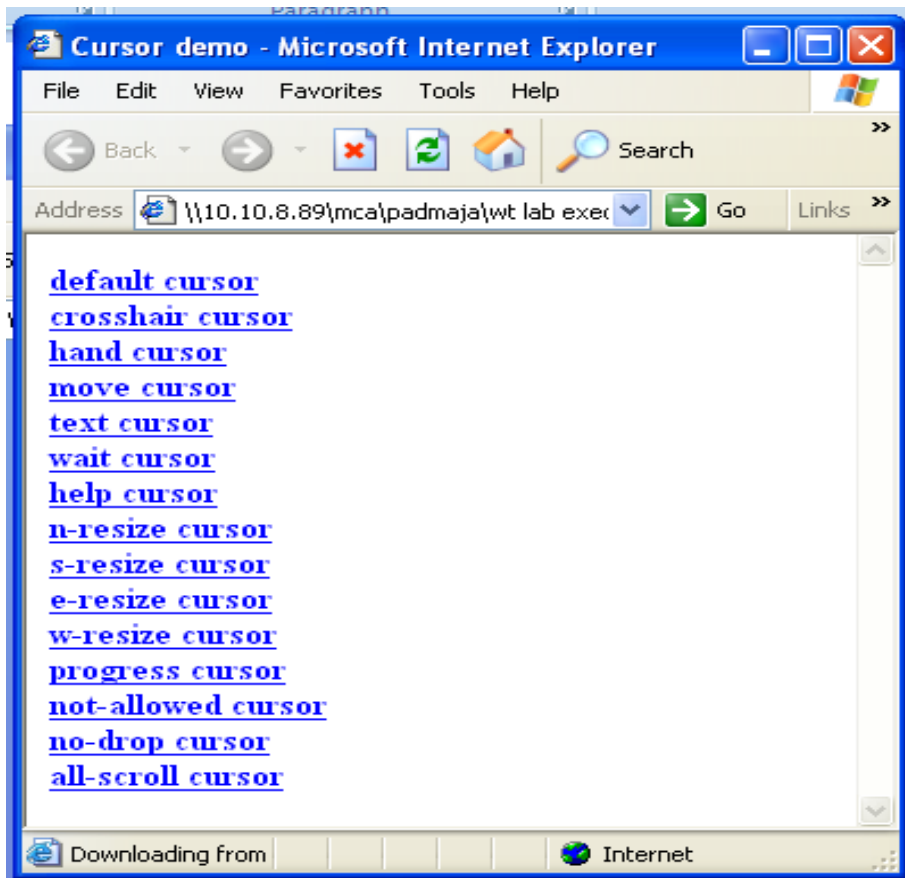 Paragraph
Cursor demo - Microsoft Internet Explorer
File Edit View Favorites Tools Help
Back Search »
Address \\10.10.8.89\mca\padmaja\wt lab exe Go Links »
default cursor
crosshair cursor
hand cursor
move cursor
text cursor
wait cursor
help cursor
n-resize cursor
s-resize cursor
e-resize cursor
w-resize cursor
progress cursor
not-allowed cursor
no-drop cursor
all-scroll cursor
Downloading from Internet